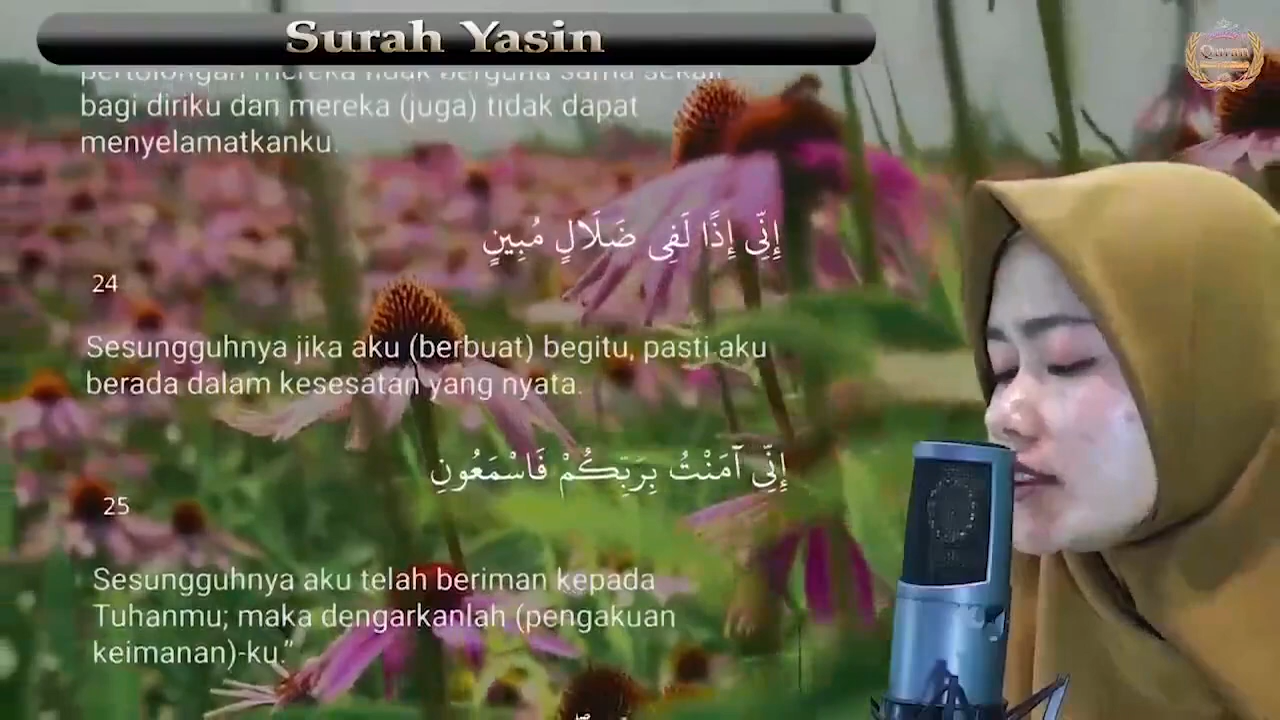 Surah Yasin
Quran
bagi diriku dan mereka (juga) tidak dapat
menyelamatkanku.
إِنِّى إِذًا لَفِى ضَلَالٍ مُبِينٍ
24
Sesungguhnya jika aku (berbuat) begitu, pasti aku
berada dalam kesesatan yang nyata.
إِنِّى آمَنْتُ بِرَبِّكُمْ فَاسْمَعُونِ
25
Sesungguhnya aku telah beriman kepada
Tuhanmu; maka dengarkanlah (pengakuan
keimanan)-ku.”